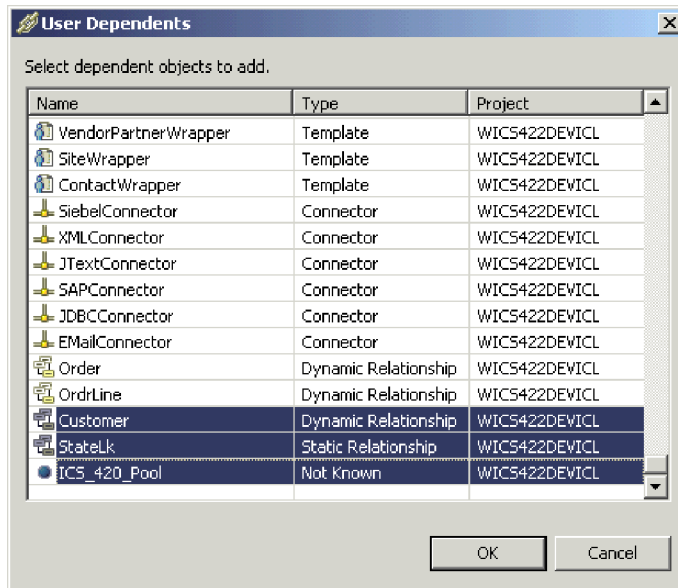 User Dependents
Select dependent objects to add.
Name Type Project
VendorPartnerWrapper Template WICS422DEVICL
SiteWrapper Template WICS422DEVICL
ContactWrapper Template WICS422DEVICL
SiebelConnector Connector WICS422DEVICL
XMLConnector Connector WICS422DEVICL
JTextConnector Connector WICS422DEVICL
SAPConnector Connector WICS422DEVICL
JDBCConnector Connector WICS422DEVICL
EMailConnector Connector WICS422DEVICL
Order Dynamic Relationship WICS422DEVICL
OrdrLine Dynamic Relationship WICS422DEVICL
Customer Dynamic Relationship WICS422DEVICL
StateLk Static Relationship WICS422DEVICL
ICS_420_Pool Not Known WICS422DEVICL
OK Cancel